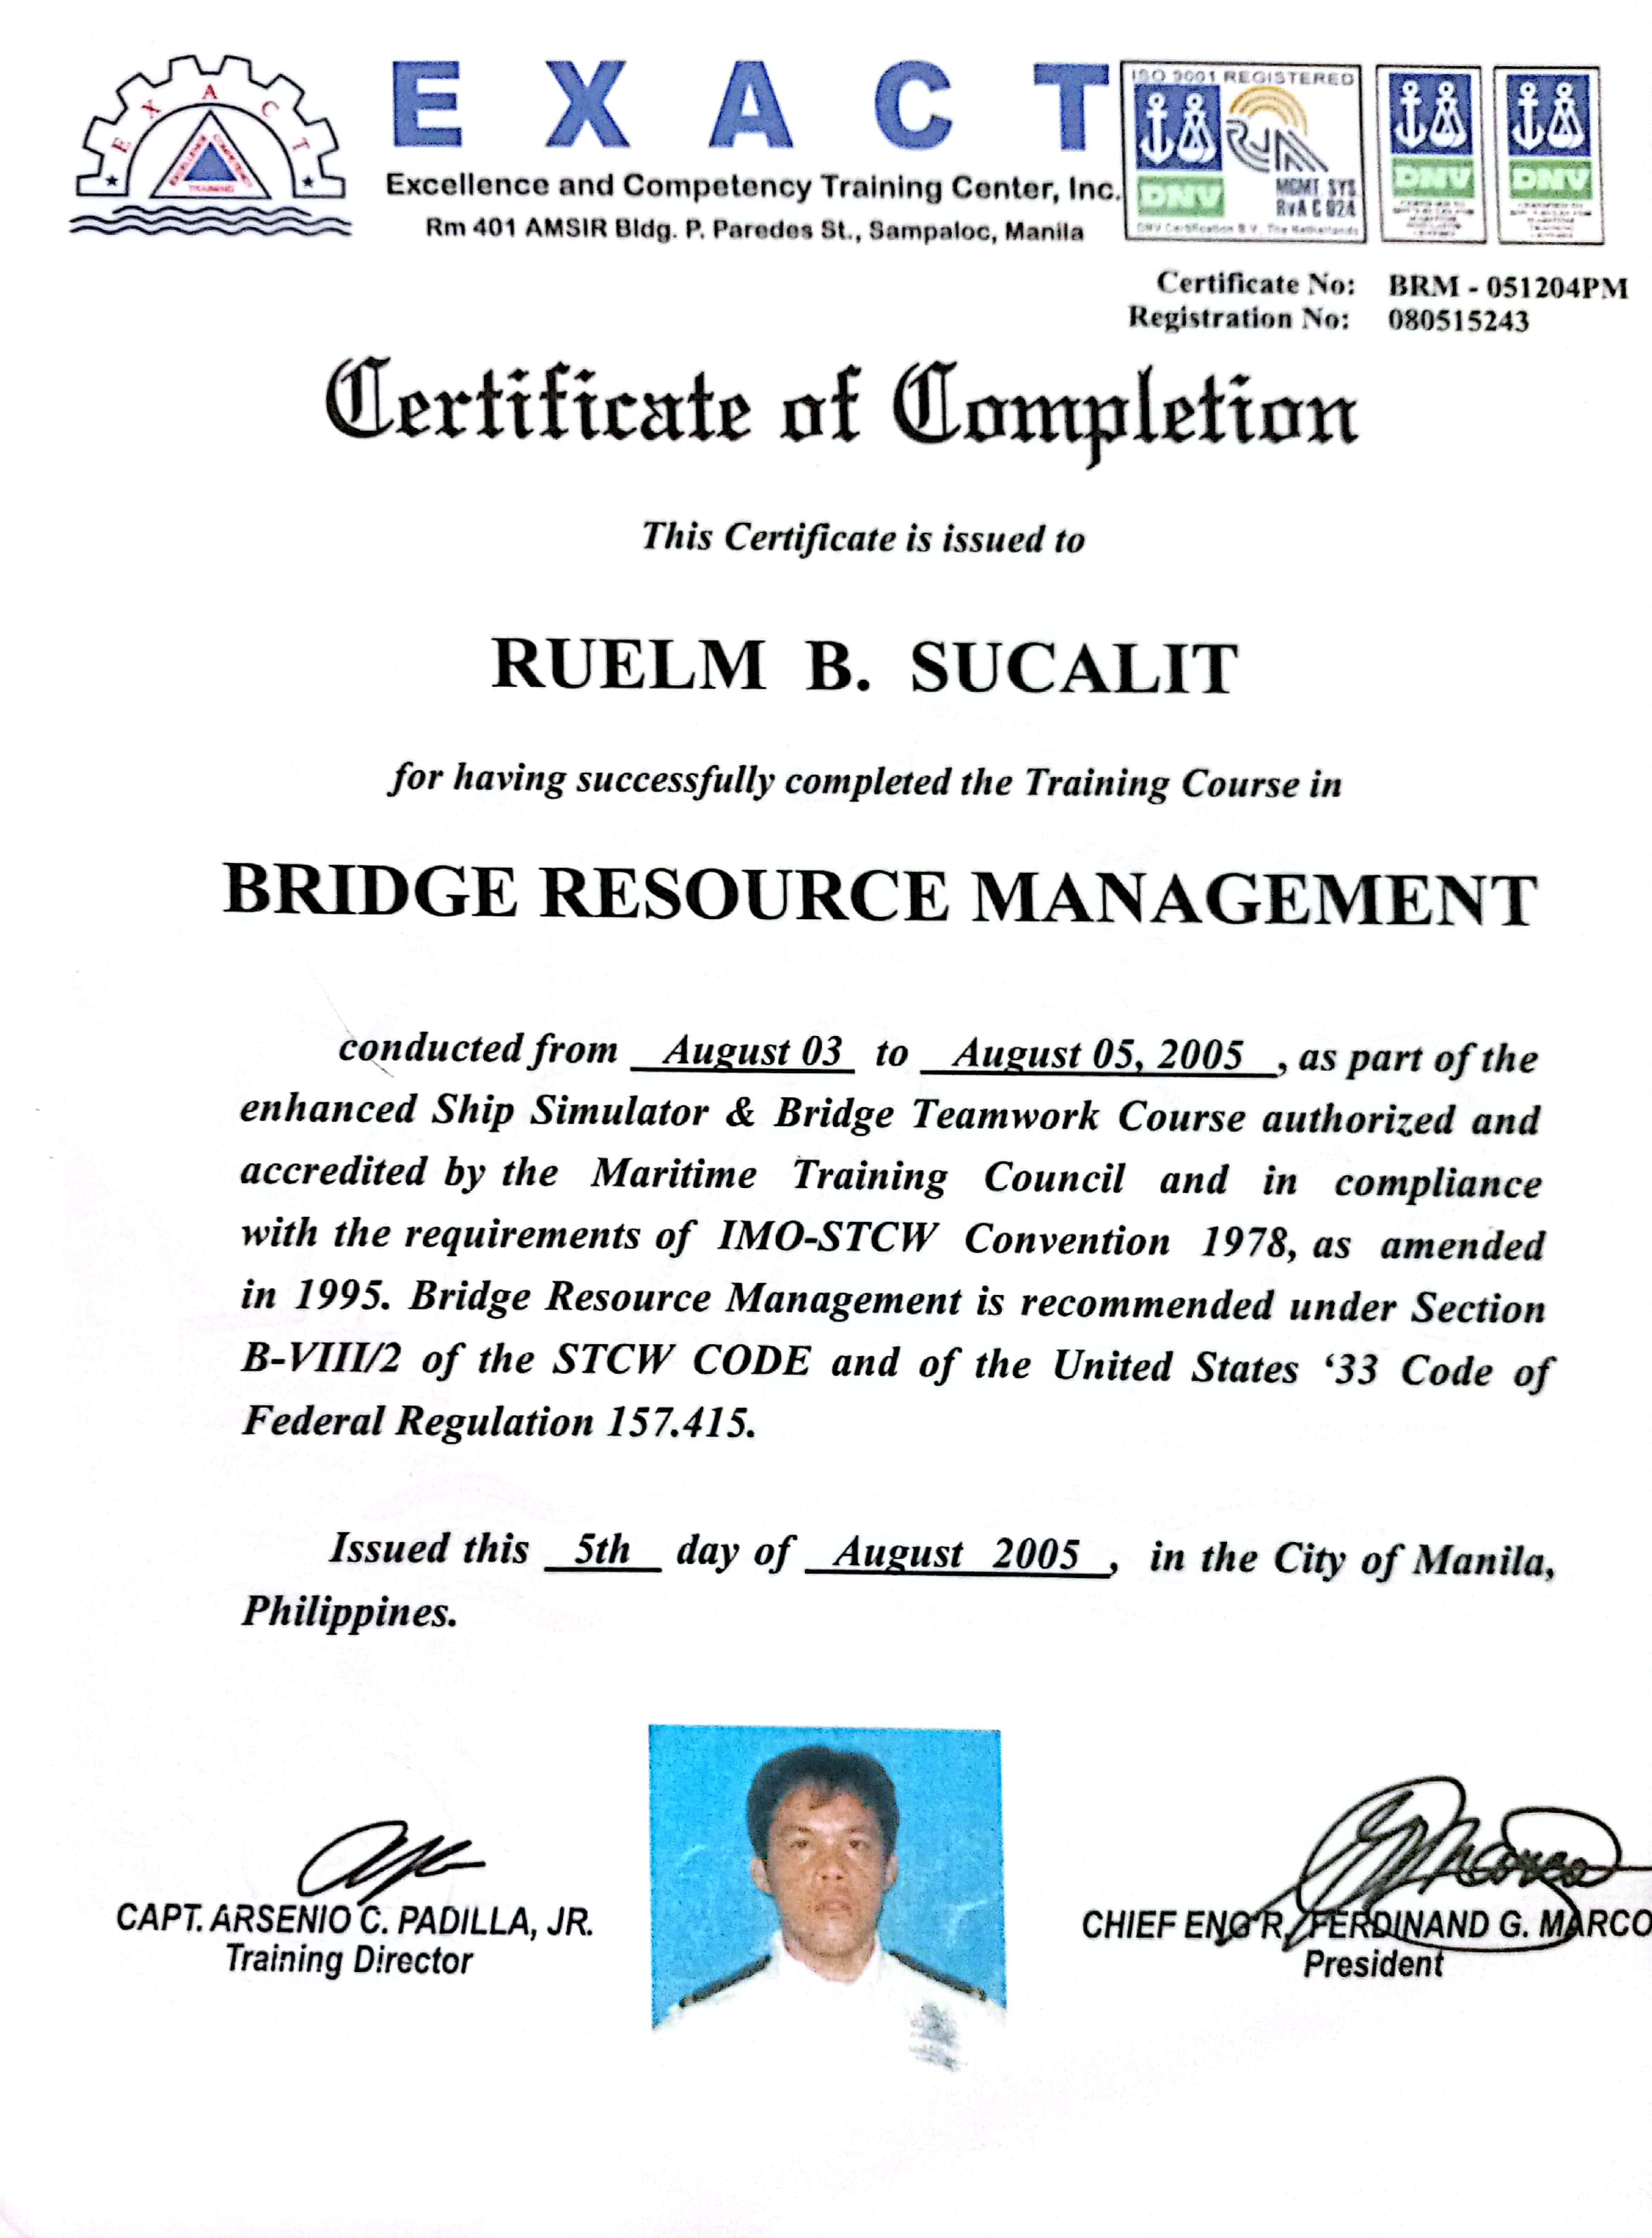 E X A C T
EXCELLENCE COMPETENCY
TRAINING
E X A C T
Excellence and Competency Training Center, Inc.
Rm 401 AMSIR Bldg. P. Paredes St., Sampaloc, Manila
ISO 9001 REGISTERED
DNV
RvA
MGMT SYS
RvA C 024
DNV Certification B.V., The Netherlands
DNV
DNV
Certificate No: BRM - 051204PM
Registration No: 080515243
Certificate of Completion
This Certificate is issued to
RUELM B. SUCALIT
for having successfully completed the Training Course in
BRIDGE RESOURCE MANAGEMENT
conducted from August 03 to August 05, 2005 , as part of the
enhanced Ship Simulator & Bridge Teamwork Course authorized and
accredited by the Maritime Training Council and in compliance
with the requirements of IMO-STCW Convention 1978, as amended
in 1995. Bridge Resource Management is recommended under Section
B-VIII/2 of the STCW CODE and of the United States ‘33 Code of
Federal Regulation 157.415.
Issued this 5th day of August 2005 , in the City of Manila,
Philippines.
CAPT. ARSENIO C. PADILLA, JR.
Training Director
CHIEF ENG'R. FERDINAND G. MARCO
President